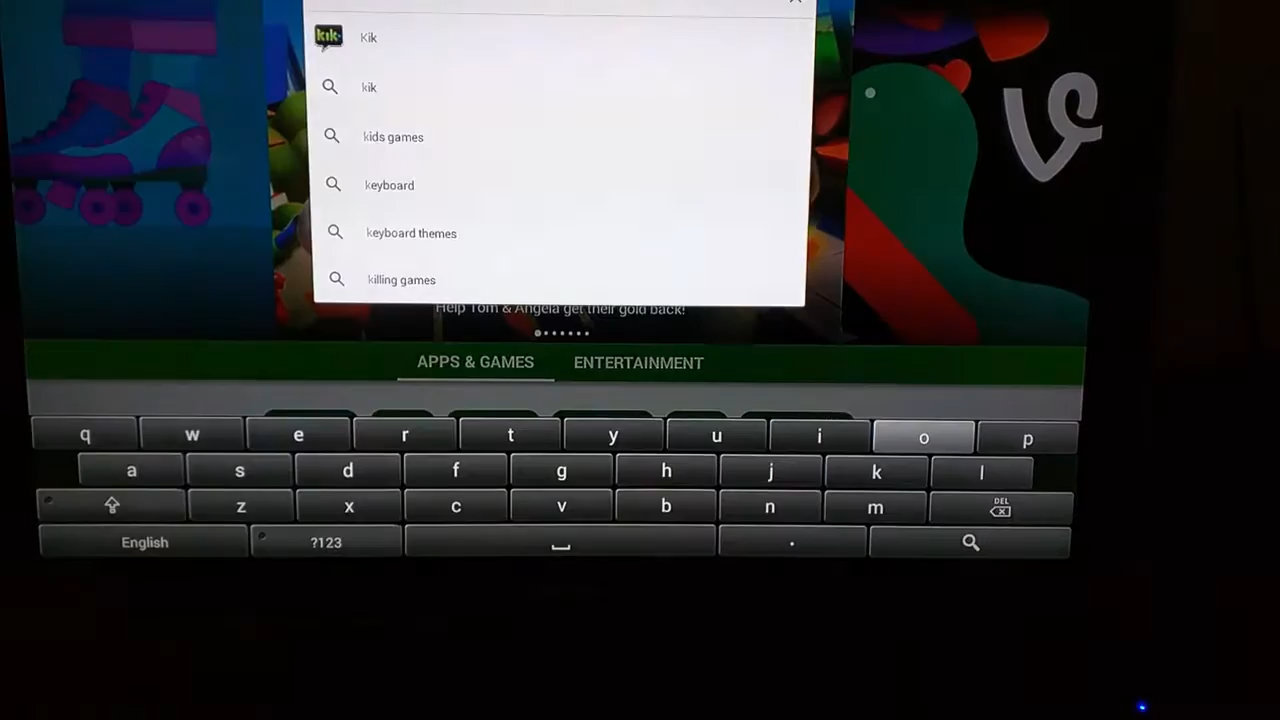 kik
Kik
kik
kids games
keyboard
keyboard themes
killing games
Help Tom & Angela get their gold back!
APPS & GAMES
ENTERTAINMENT
q w e r t y u i o p
a s d f g h j k l
z x c v b n m DEL
English ?123 .